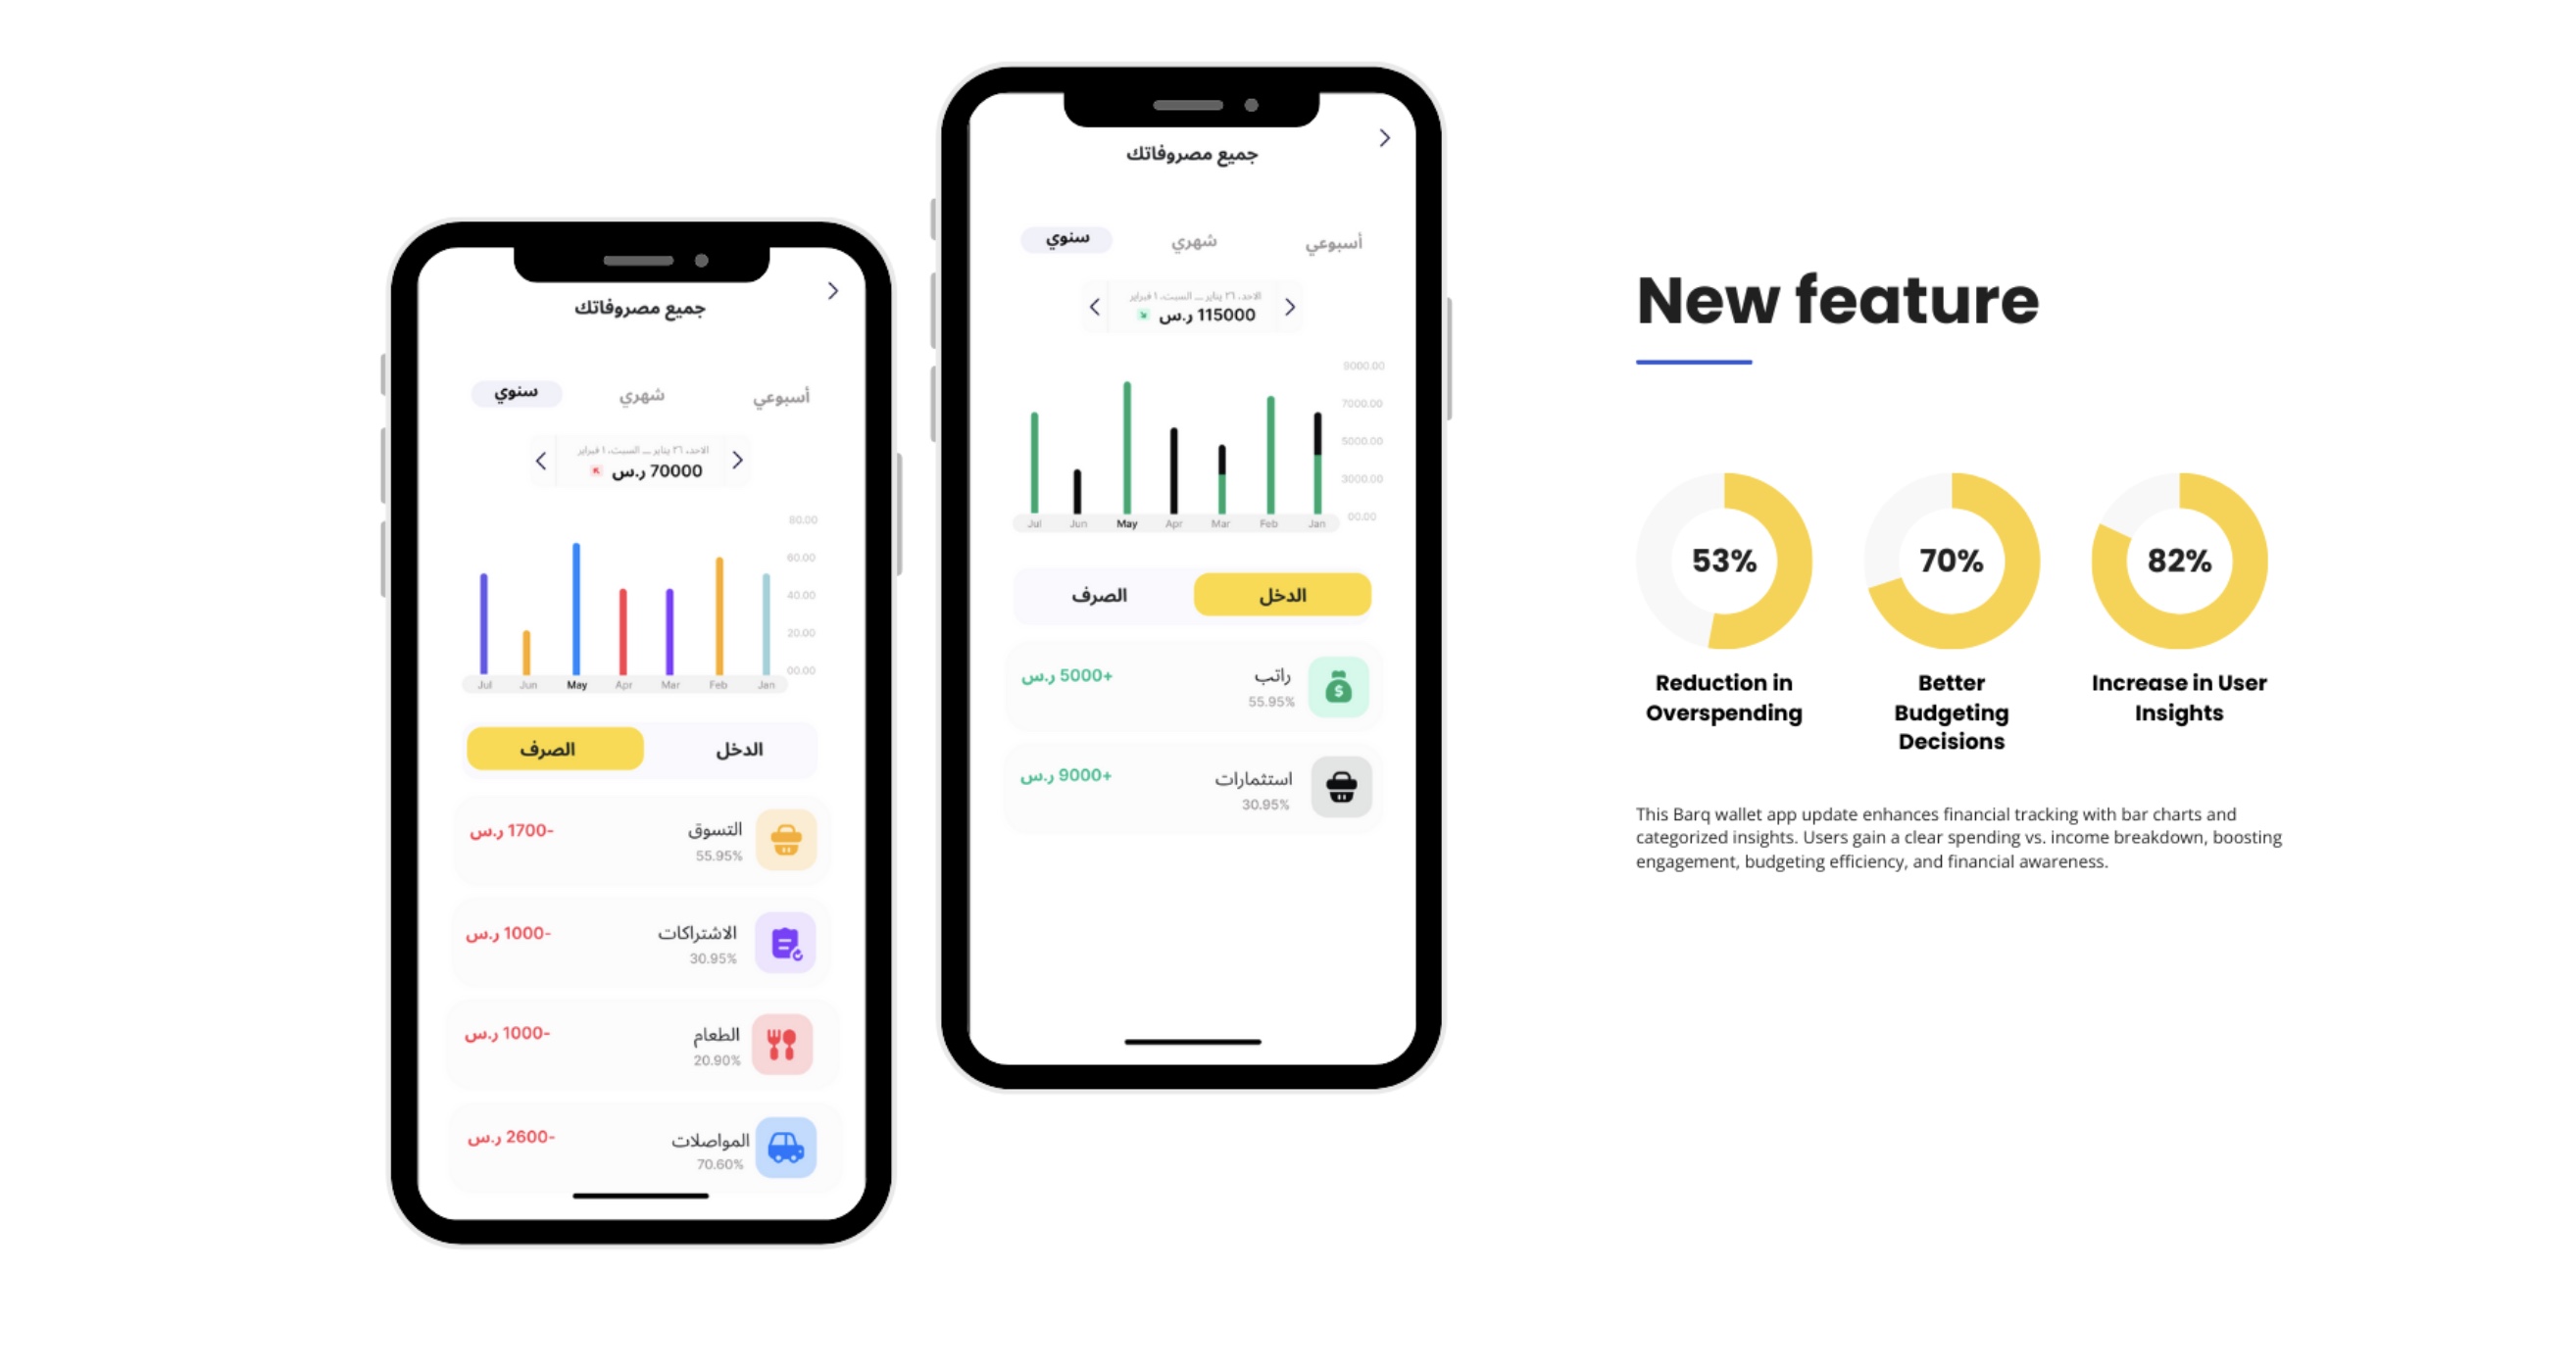 جميع مصروفاتك
أسبوعي
شهري
سنوي
الاحد، ٢٦ يناير – السبت، ١ فبراير
70000 ر.س
80.00
60.00
40.00
20.00
00.00
Jul Jun May Apr Mar Feb Jan
الدخل
الصرف
التسوق
55.95%
-1700 ر.س
الاشتراكات
30.95%
-1000 ر.س
الطعام
20.90%
-1000 ر.س
المواصلات
70.60%
-2600 ر.س
جميع مصروفاتك
أسبوعي
شهري
سنوي
الاحد، ٢٦ يناير – السبت، ١ فبراير
115000 ر.س
9000.00
7000.00
5000.00
3000.00
00.00
Jul Jun May Apr Mar Feb Jan
الدخل
الصرف
راتب
55.95%
+5000 ر.س
استثمارات
30.95%
+9000 ر.س
New feature
53%
Reduction in
Overspending
70%
Better
Budgeting
Decisions
82%
Increase in User
Insights
This Barq wallet app update enhances financial tracking with bar charts and
categorized insights. Users gain a clear spending vs. income breakdown, boosting
engagement, budgeting efficiency, and financial awareness.